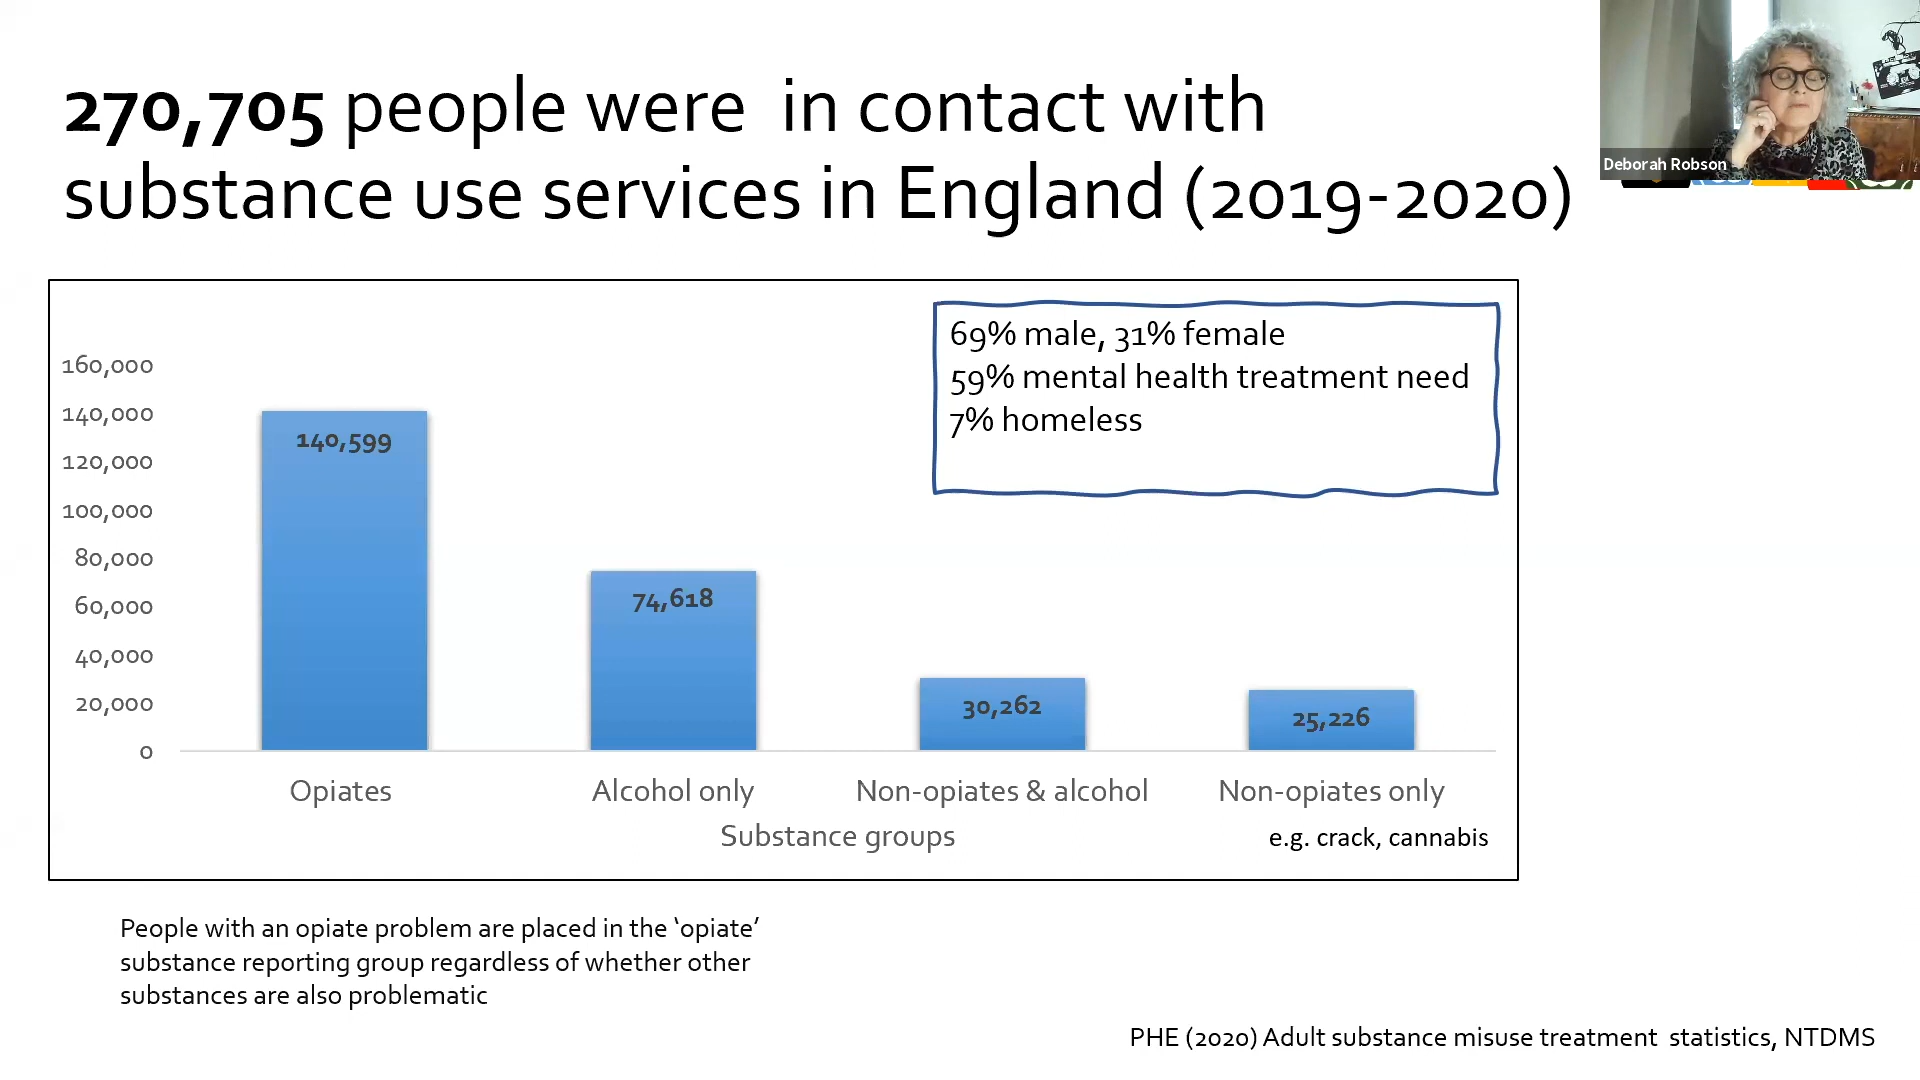 270,705 people were  in contact with
substance use services in England (2019-2020)
Deborah Robson
69% male, 31% female
59% mental health treatment need
7% homeless
160,000
140,000
120,000
100,000
80,000
60,000
40,000
20,000
0
140,599
74,618
30,262
25,226
Opiates
Alcohol only
Non-opiates & alcohol
Non-opiates only
Substance groups
e.g. crack, cannabis
People with an opiate problem are placed in the ‘opiate’
substance reporting group regardless of whether other
substances are also problematic
PHE (2020) Adult substance misuse treatment  statistics, NTDMS